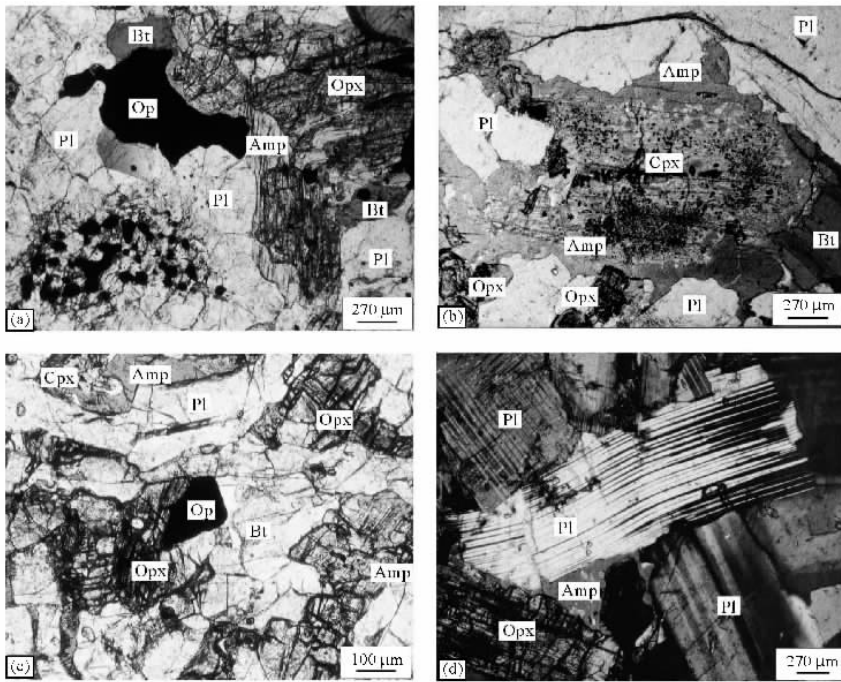 Bt
Opx
Op
Pl
Amp
Pl
Bt
Pl
(a)
270 μm
Pl
Amp
Pl
Cpx
Amp
Bt
Opx
Opx
Pl
(b)
270 μm
Cpx
Amp
Pl
Opx
Op
Bt
Opx
Amp
(c)
100 μm
Pl
Pl
Amp
Pl
Opx
(d)
270 μm